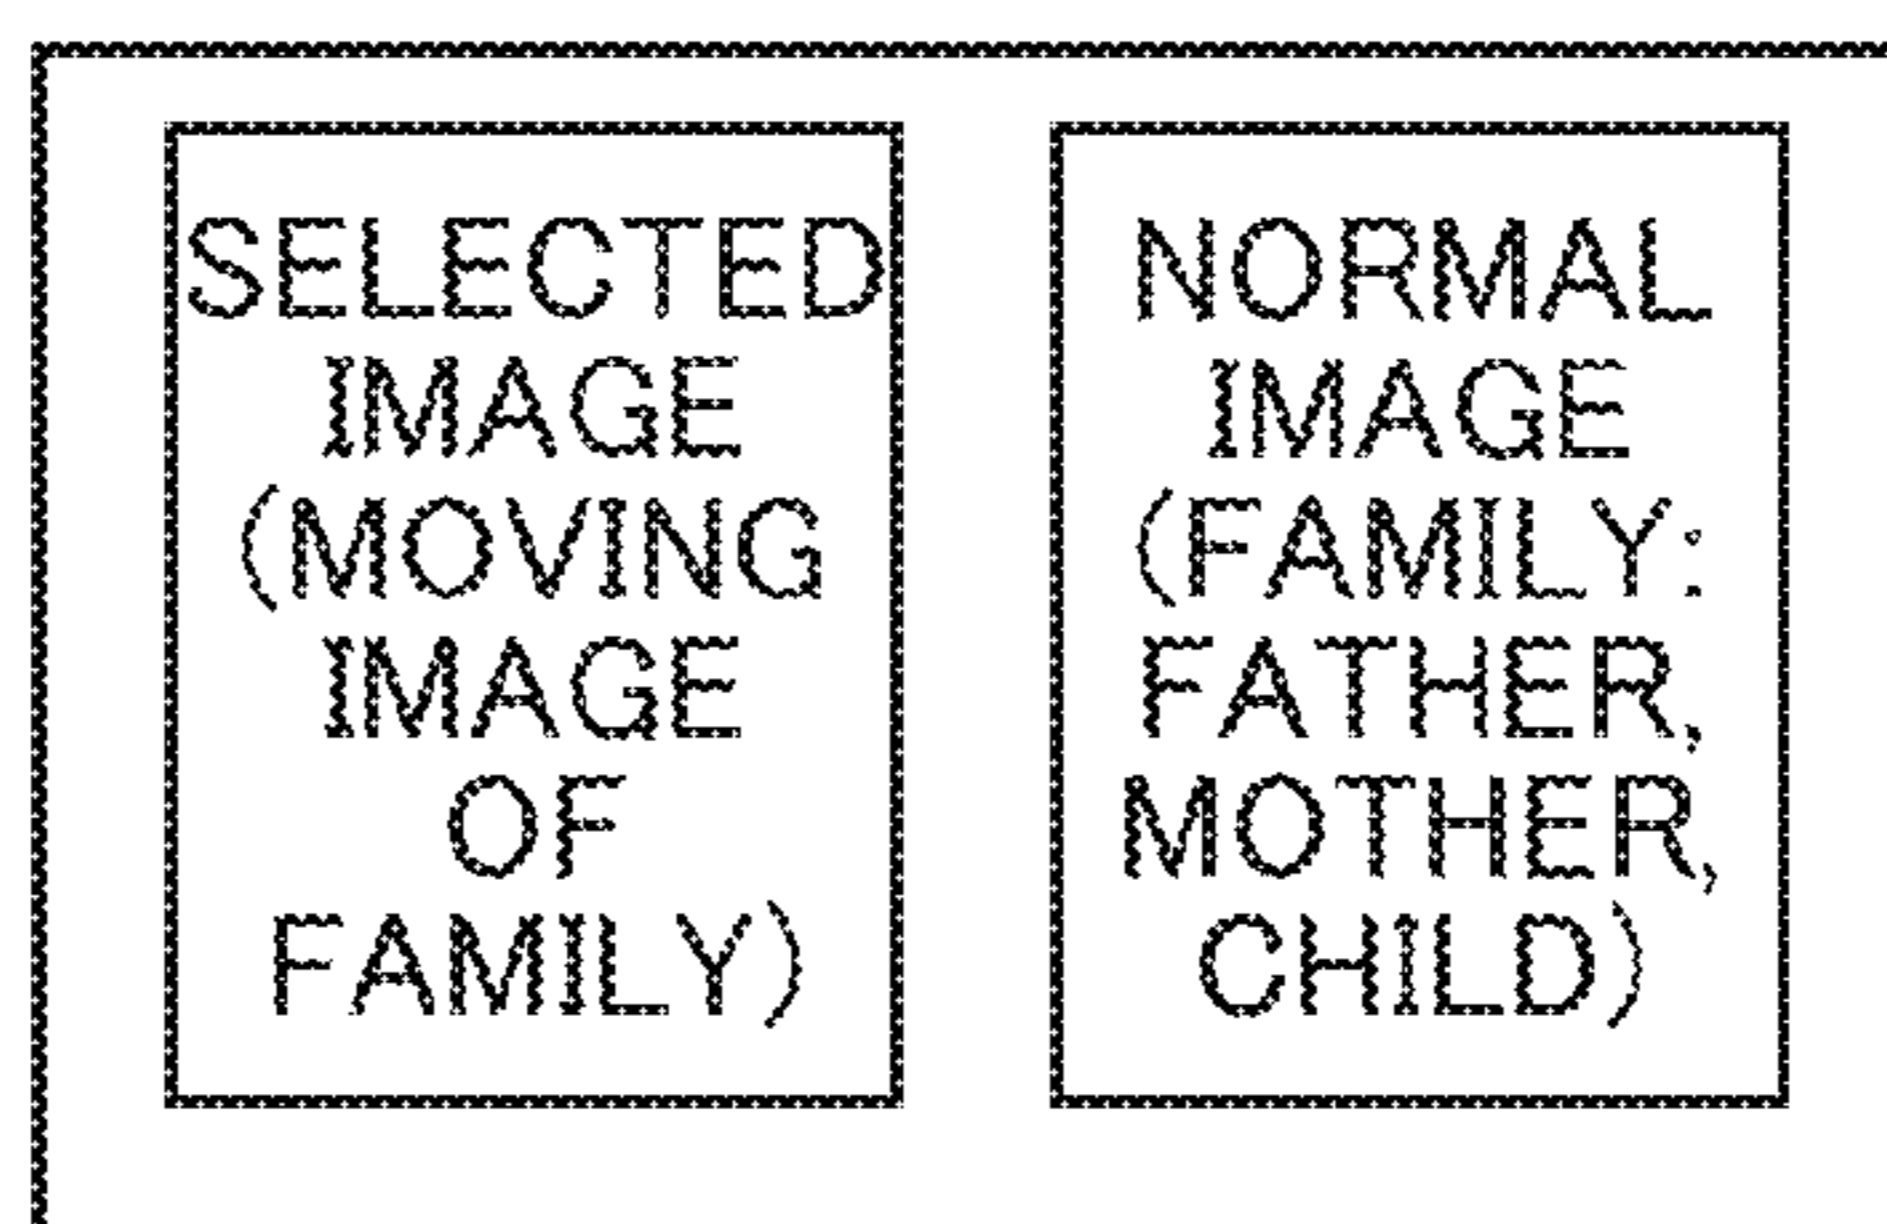 SELECTED
IMAGE
(MOVING
IMAGE
OF
FAMILY)
NORMAL
IMAGE
(FAMILY:
FATHER,
MOTHER,
CHILD)